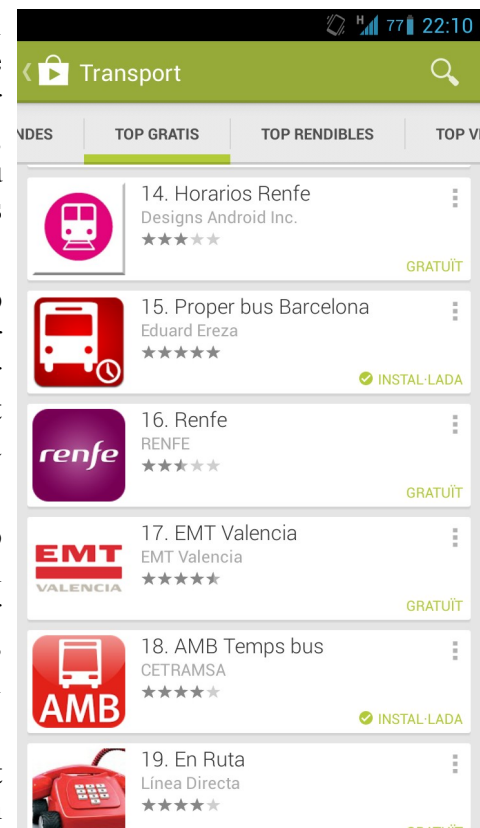 H 77 22:10
Transport
NDES TOP GRATIS TOP RENDIBLES TOP V
14. Horarios Renfe
Designs Android Inc.
GRATUÏT
15. Proper bus Barcelona
Eduard Ereza
INSTAL·LADA
renfe
16. Renfe
RENFE
GRATUÏT
EMT
VALENCIA
17. EMT Valencia
EMT Valencia
GRATUÏT
AMB
18. AMB Temps bus
CETRAMSA
INSTAL·LADA
19. En Ruta
Línea Directa